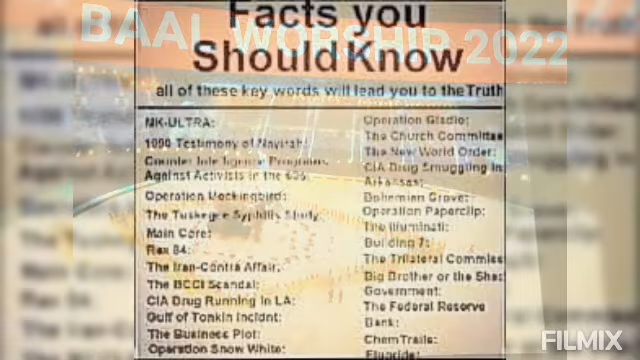 BAAL WORSHIP 2022
Facts you
Should Know
all of these key words will lead you to the Truth
MK-ULTRA:
1990 Testimony of Nayirah:
Counter Intelligence Programs
Against Activists in the 60s:
Operation Mockingbird:
The Tuskegee Syphilis Study:
Main Core:
Rex 84:
The Iran-Contra Affair:
The BCCI Scandal:
CIA Drug Running in LA:
Gulf of Tonkin Incidnt:
The Business Plot:
Operation Snow White:
Operation Gladio:
The Church Committee
The New World Order:
CIA Drug Smuggling in
Arkansas:
Bohemian Grove:
Operation Paperclip:
The Illuminati:
Building 7:
The Trilateral Commiss
Big Brother or the Sha
Government:
The Federal Reserve
Bank:
ChemTrails:
Fluoride:
FILMIX